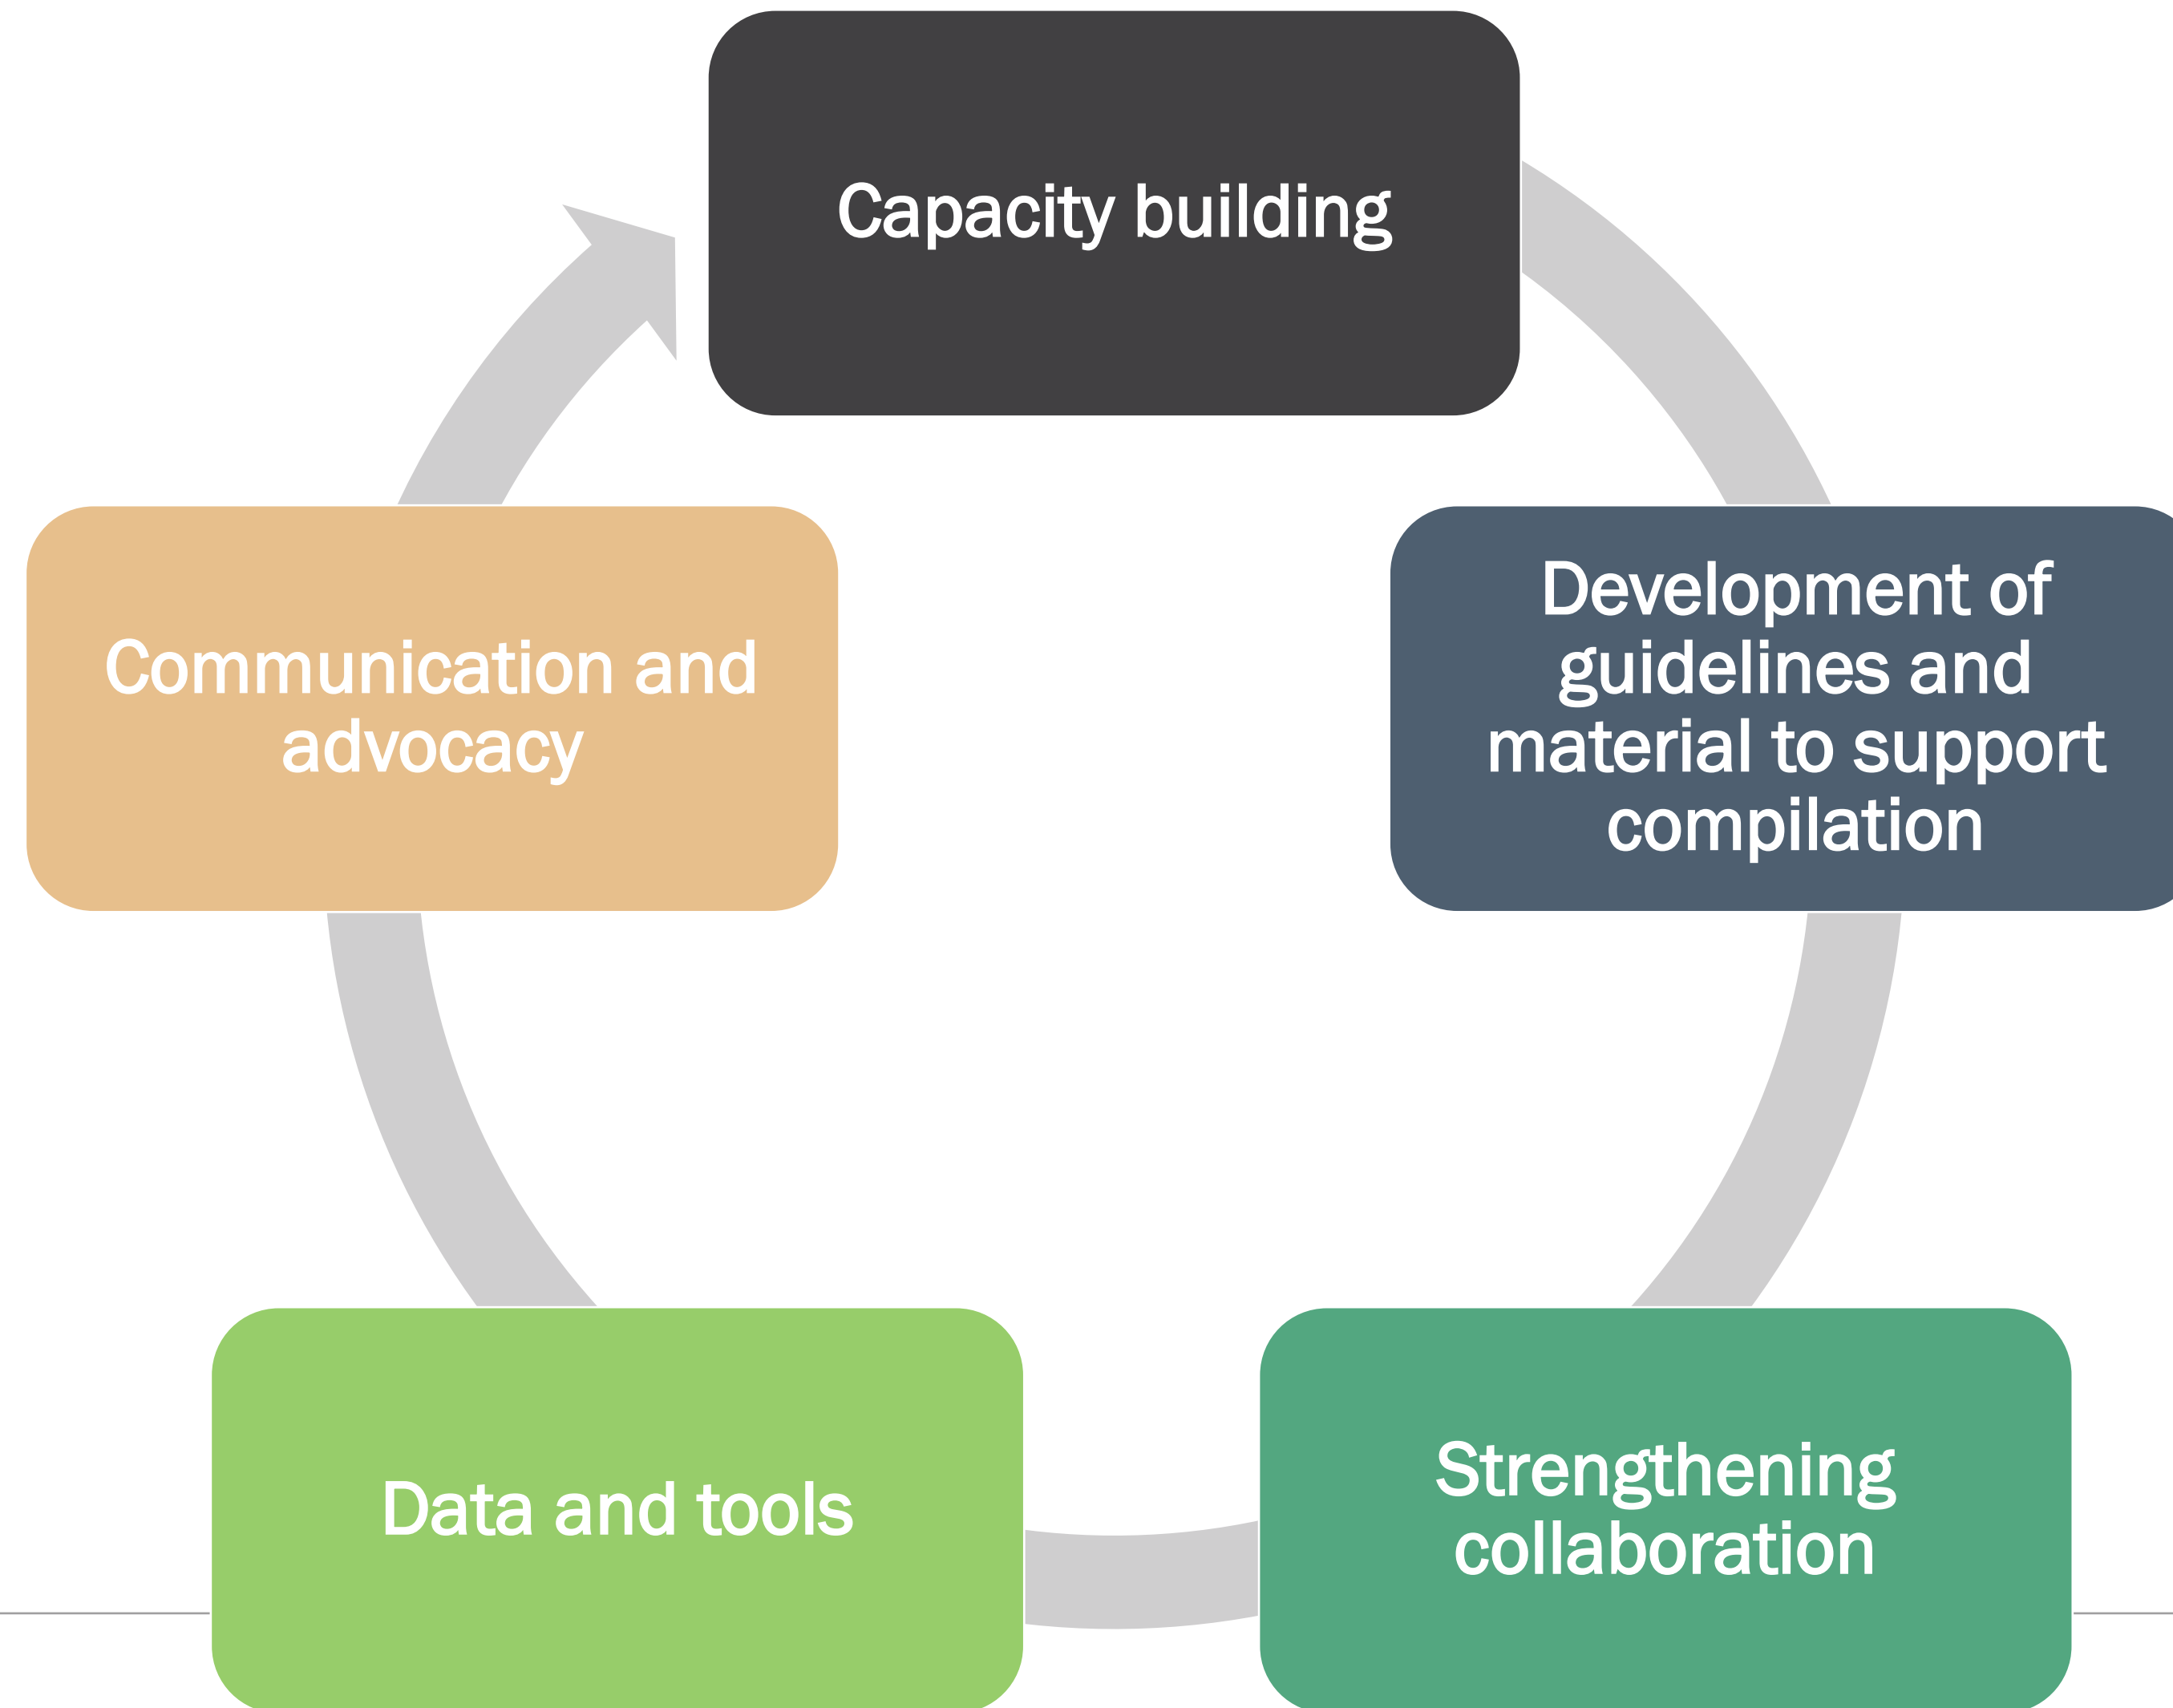 Capacity building
Development of
guidelines and
material to support
compilation
Strengthening
collaboration
Data and tools
Communication and
advocacy